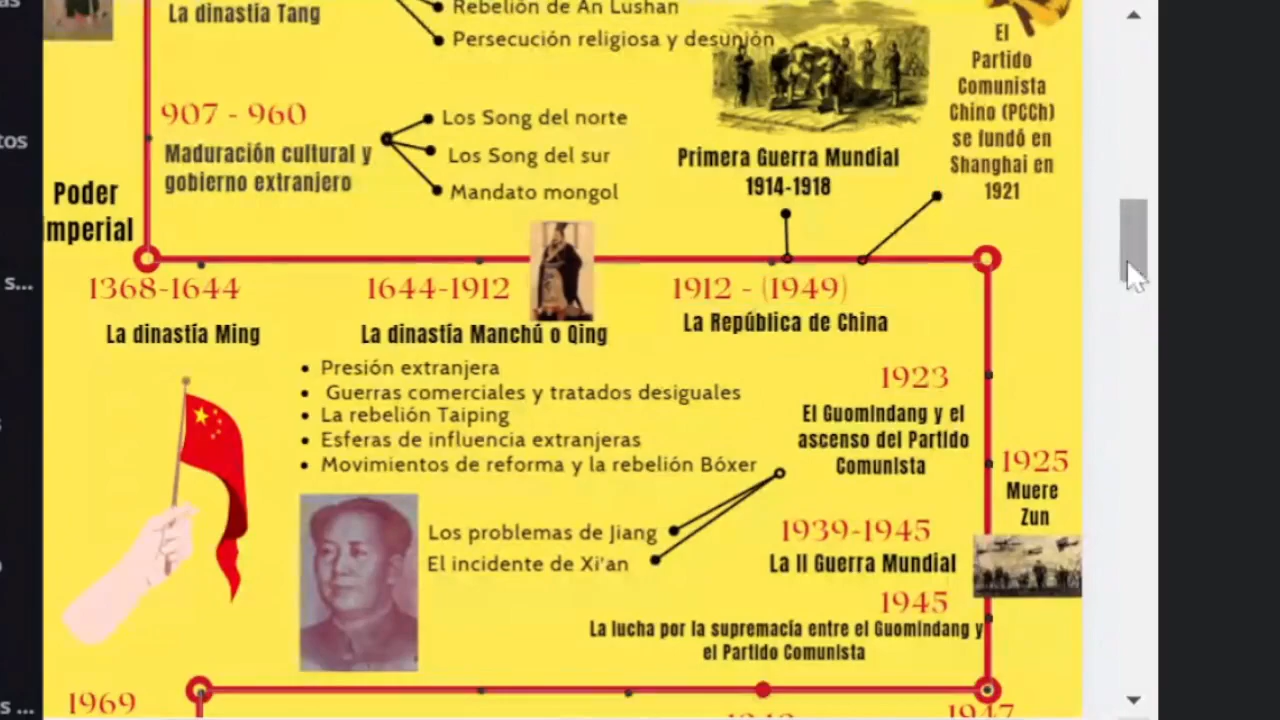 La dinastía Tang
Rebelión de An Lushan
Persecución religiosa y desunión
El
Partido
Comunista
Chino (PCCh)
se fundó en
Shanghai en
1921
907 - 960
Maduración cultural y
gobierno extranjero
Los Song del norte
Los Song del sur
Mandato mongol
Primera Guerra Mundial
1914-1918
Poder
imperial
1368-1644
La dinastía Ming
1644-1912
La dinastía Manchú o Qing
1912 - (1949)
La República de China
Presión extranjera
Guerras comerciales y tratados desiguales
La rebelión Taiping
Esferas de influencia extranjeras
Movimientos de reforma y la rebelión Bóxer
1923
El Guomindang y el
ascenso del Partido
Comunista
1925
Muere
Zun
Los problemas de Jiang
El incidente de Xi'an
1939-1945
La II Guerra Mundial
1945
La lucha por la supremacía entre el Guomindang y
el Partido Comunista
1969
1947